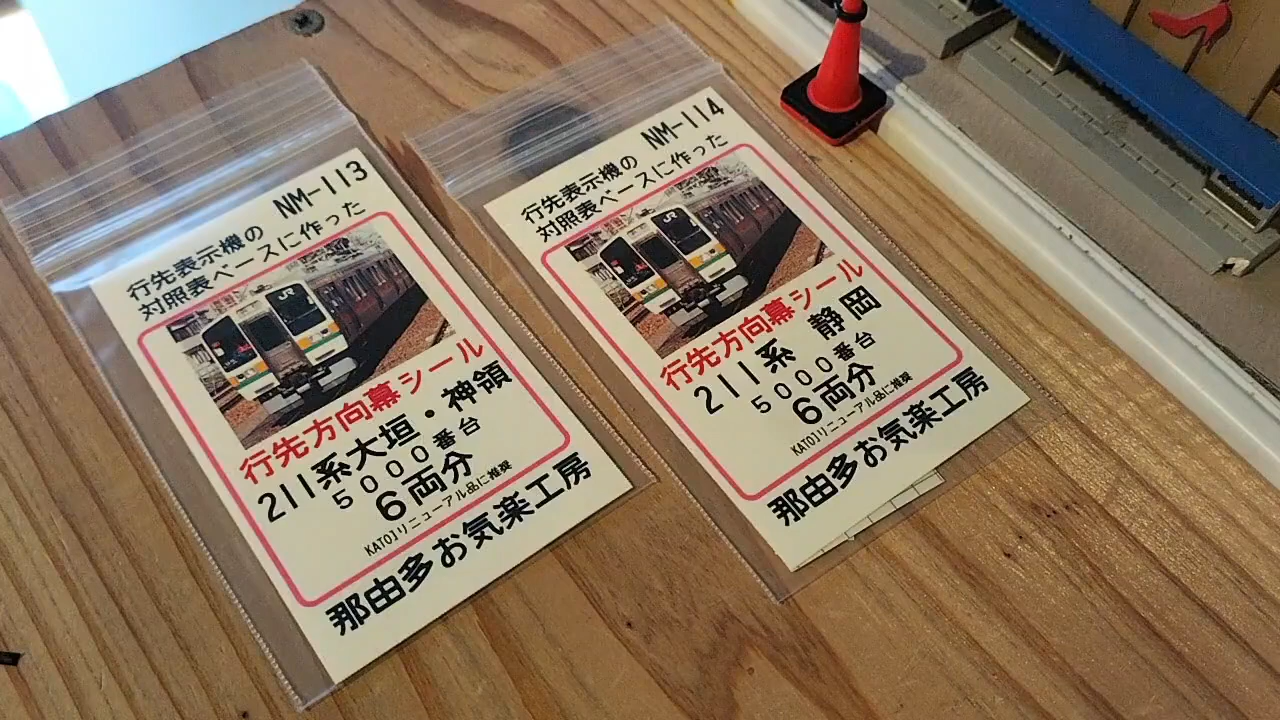 NM-113
行先表示機の
対照表ベースに作った
JR
行先方向幕シール
211系大垣・神領
5000番台
6両分
KATOリニューアル品に推奨
那由多お気楽工房
NM-114
行先表示機の
対照表ベースに作った
JR
行先方向幕シール
211系 静岡
5000番台
6両分
KATOリニューアル品に推奨
那由多お気楽工房